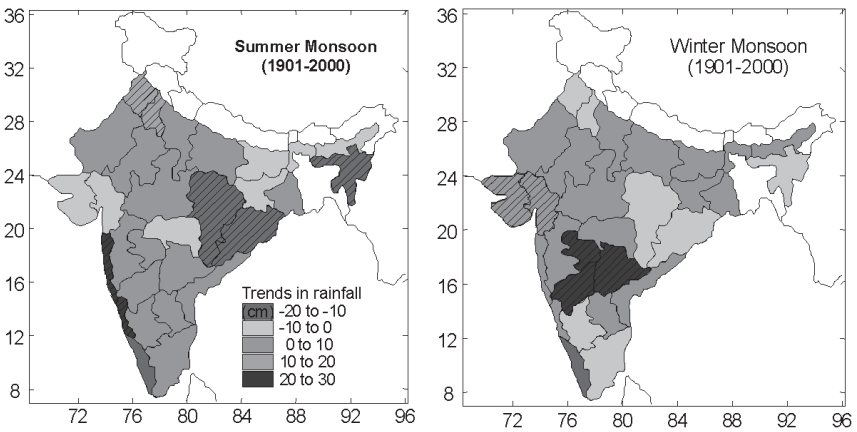 36
32
28
24
20
16
12
8
Summer Monsoon
(1901-2000)
Trends in rainfall
(cm) -20 to -10
-10 to 0
0 to 10
10 to 20
20 to 30
72 76 80 84 88 92 96
36
32
28
24
20
16
12
8
Winter Monsoon
(1901-2000)
72 76 80 84 88 92 96